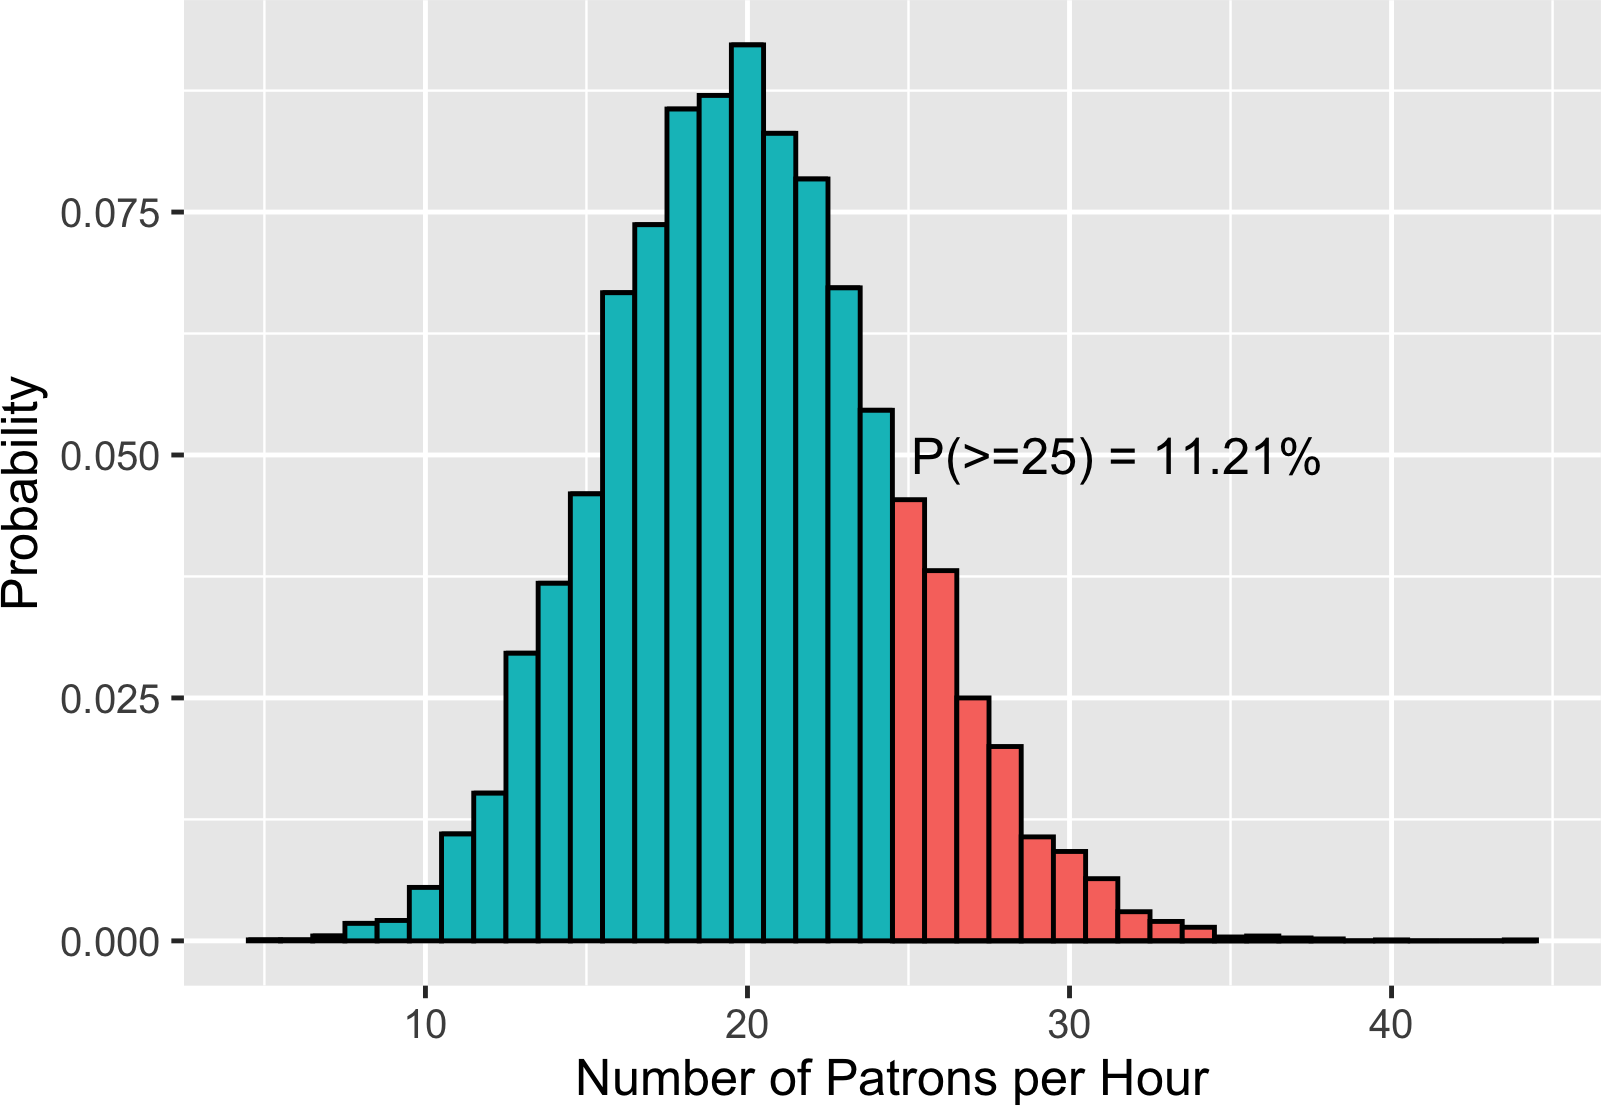 0.075
0.050
0.025
0.000
Probability
P(>=25) = 11.21%
10 20 30 40
Number of Patrons per Hour